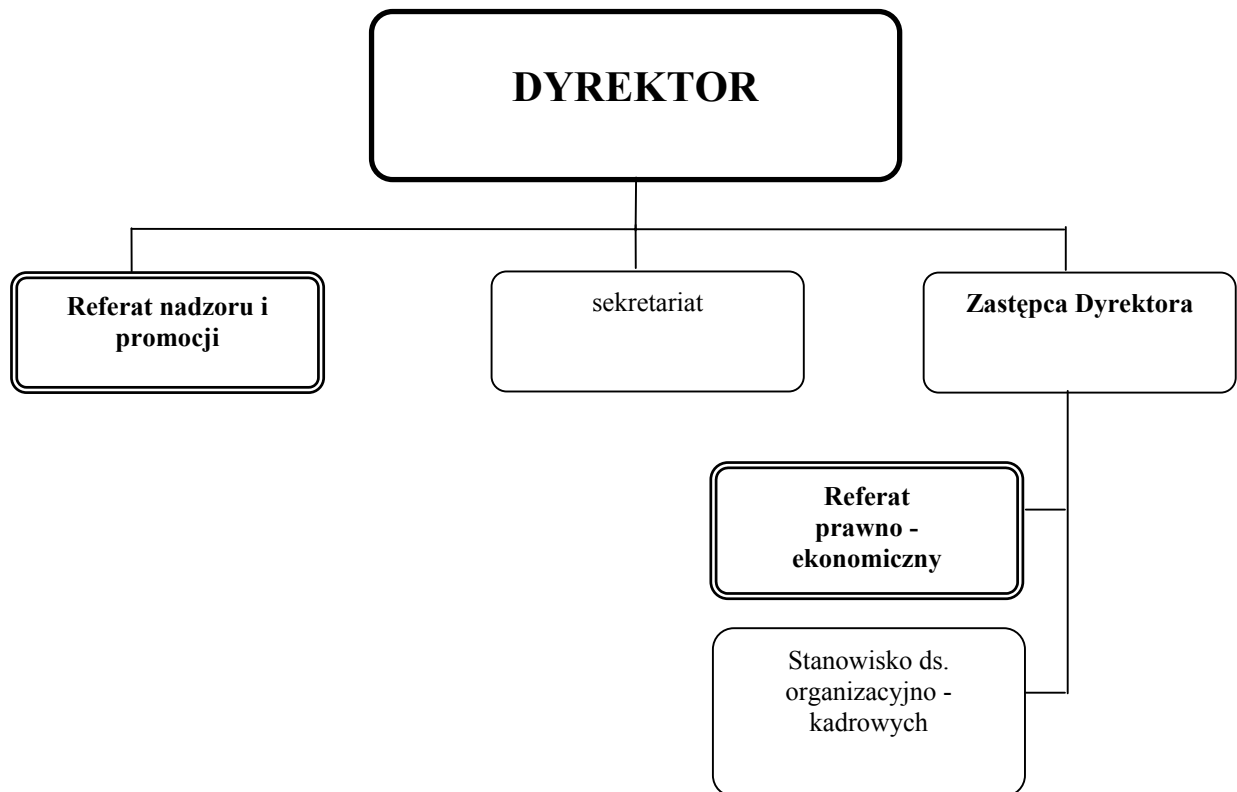 DYREKTOR
Referat nadzoru i
promocji
sekretariat
Zastępca Dyrektora
Referat
prawno -
ekonomiczny
Stanowisko ds.
organizacyjno -
kadrowych